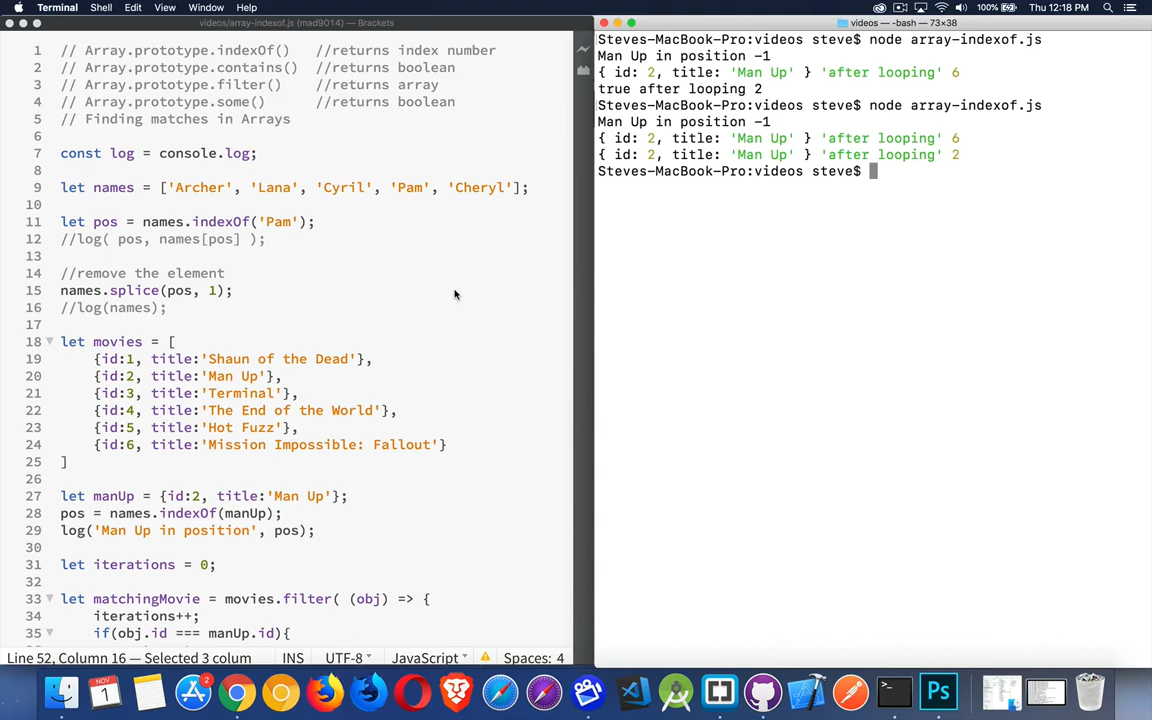 Terminal Shell Edit View Window Help
100% Thu 12:18 PM
videos/array-indexof.js (mad9014) — Brackets
1 // Array.prototype.indexOf() //returns index number
2 // Array.prototype.contains() //returns boolean
3 // Array.prototype.filter() //returns array
4 // Array.prototype.some() //returns boolean
5 // Finding matches in Arrays
6
7 const log = console.log;
8
9 let names = ['Archer', 'Lana', 'Cyril', 'Pam', 'Cheryl'];
10
11 let pos = names.indexOf('Pam');
12 //log( pos, names[pos] );
13
14 //remove the element
15 names.splice(pos, 1);
16 //log(names);
17
18 let movies = [
19 {id:1, title:'Shaun of the Dead'},
20 {id:2, title:'Man Up'},
21 {id:3, title:'Terminal'},
22 {id:4, title:'The End of the World'},
23 {id:5, title:'Hot Fuzz'},
24 {id:6, title:'Mission Impossible: Fallout'}
25 ]
26
27 let manUp = {id:2, title:'Man Up'};
28 pos = names.indexOf(manUp);
29 log('Man Up in position', pos);
30
31 let iterations = 0;
32
33 let matchingMovie = movies.filter( (obj) => {
34 iterations++;
35 if(obj.id === manUp.id){
Line 52, Column 16 — Selected 3 colum INS UTF-8 JavaScript Spaces: 4
videos — -bash — 73×38
Steves-MacBook-Pro:videos steve$ node array-indexof.js
Man Up in position -1
{ id: 2, title: 'Man Up' } 'after looping' 6
true after looping 2
Steves-MacBook-Pro:videos steve$ node array-indexof.js
Man Up in position -1
{ id: 2, title: 'Man Up' } 'after looping' 6
{ id: 2, title: 'Man Up' } 'after looping' 2
Steves-MacBook-Pro:videos steve$
NOV
1
2
>_
Ps